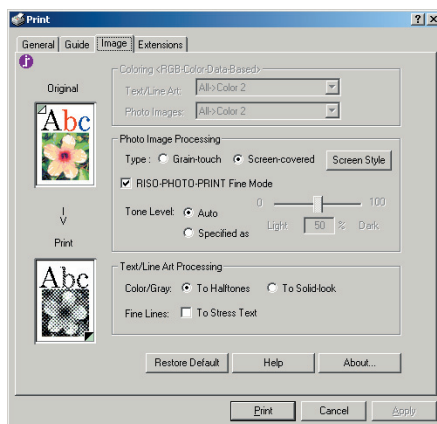 Print
General Guide Image Extensions
Original
Abc
Print
Abc
Coloring <RGB-Color-Data-Based>
Text/Line Art: All->Color 2
Photo Images: All->Color 2
Photo Image Processing
Type : Grain-touch Screen-covered Screen Style
RISO-PHOTO-PRINT Fine Mode
Tone Level: Auto 0 100
Specified as Light 50 % Dark
Text/Line Art Processing
Color/Gray: To Halftones To Solid-look
Fine Lines: To Stress Text
Restore Default Help About...
Print Cancel Apply